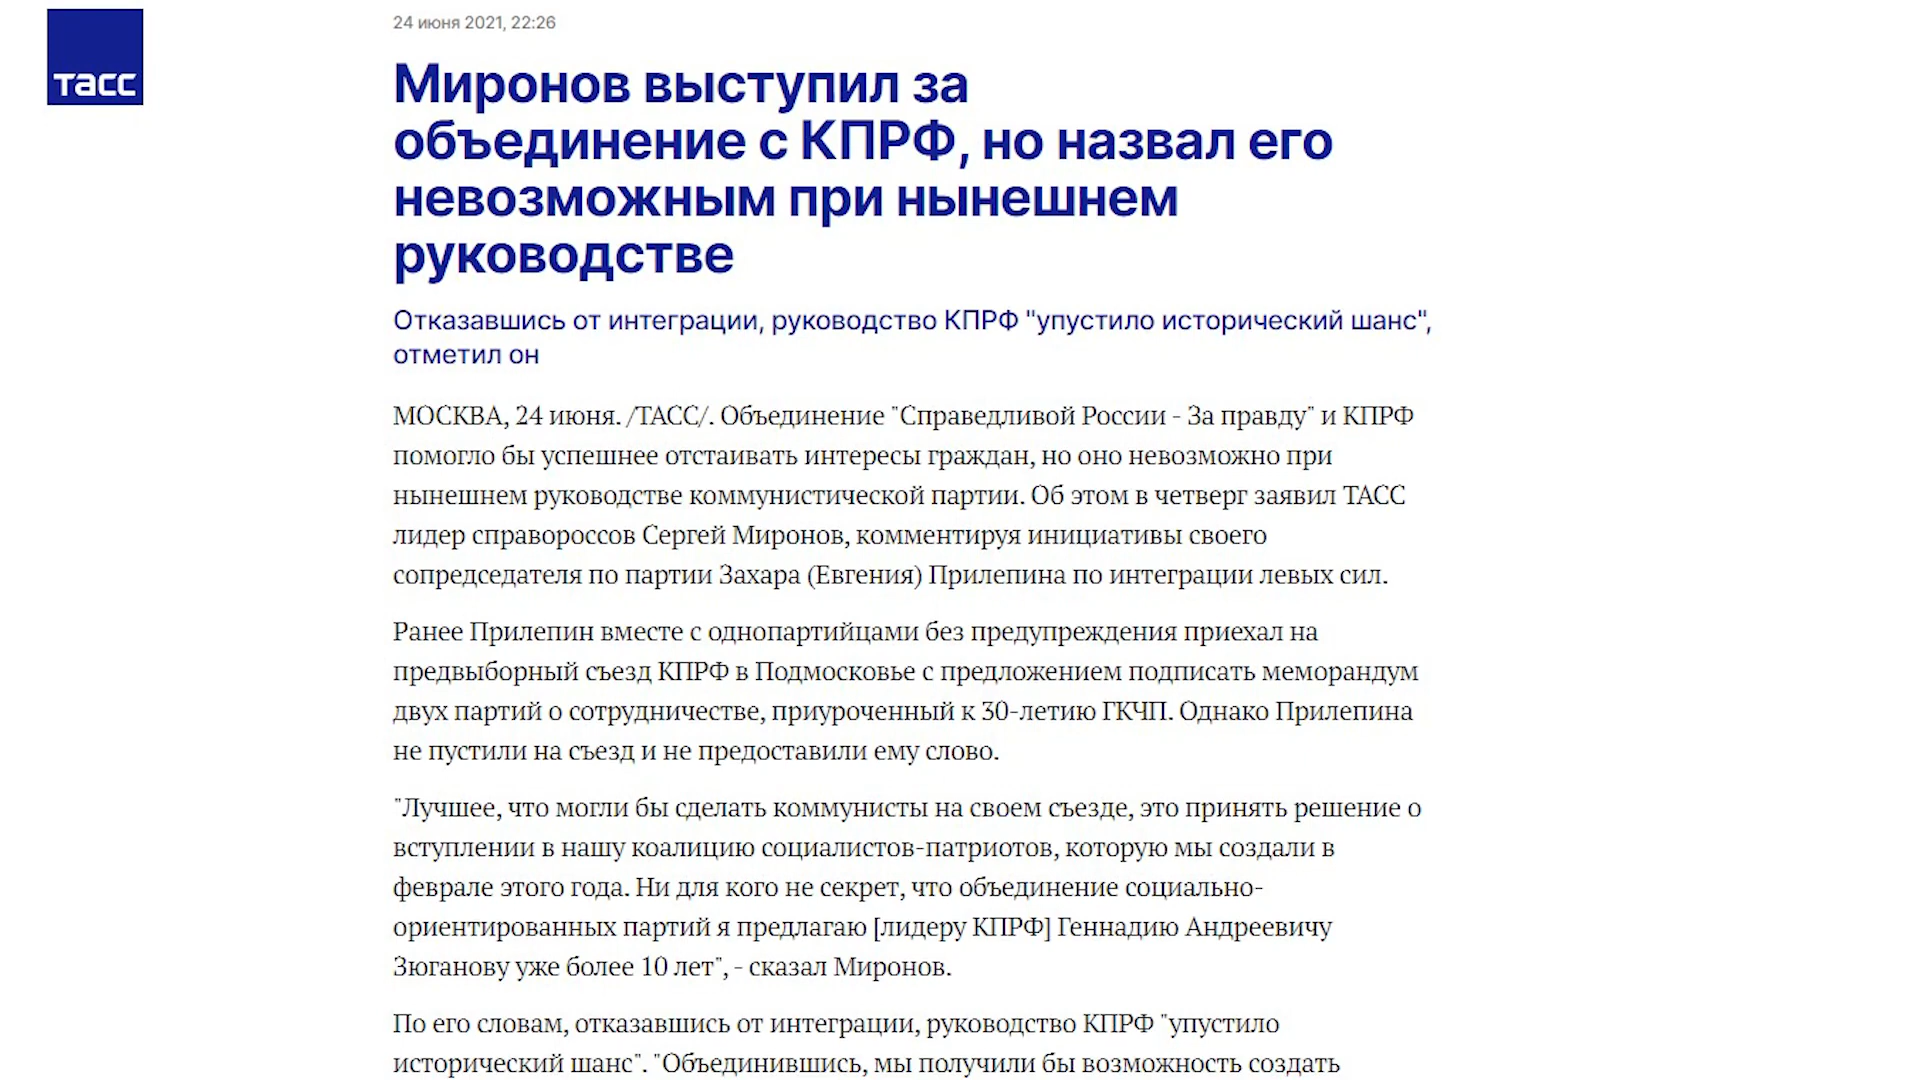 тасс
24 июня 2021, 22:26
Миронов выступил за
объединение с КПРФ, но назвал его
невозможным при нынешнем
руководстве
Отказавшись от интеграции, руководство КПРФ "упустило исторический шанс",
отметил он
МОСКВА, 24 июня. /ТАСС/. Объединение "Справедливой России - За правду" и КПРФ
помогло бы успешнее отстаивать интересы граждан, но оно невозможно при
нынешнем руководстве коммунистической партии. Об этом в четверг заявил ТАСС
лидер справороссов Сергей Миронов, комментируя инициативы своего
сопредседателя по партии Захара (Евгения) Прилепина по интеграции левых сил.
Ранее Прилепин вместе с однопартийцами без предупреждения приехал на
предвыборный съезд КПРФ в Подмосковье с предложением подписать меморандум
двух партий о сотрудничестве, приуроченный к 30-летию ГКЧП. Однако Прилепина
не пустили на съезд и не предоставили ему слово.
"Лучшее, что могли бы сделать коммунисты на своем съезде, это принять решение о
вступлении в нашу коалицию социалистов-патриотов, которую мы создали в
феврале этого года. Ни для кого не секрет, что объединение социально-
ориентированных партий я предлагаю [лидеру КПРФ] Геннадию Андреевичу
Зюганову уже более 10 лет", - сказал Миронов.
По его словам, отказавшись от интеграции, руководство КПРФ "упустило
исторический шанс". "Объединившись, мы получили бы возможность создать